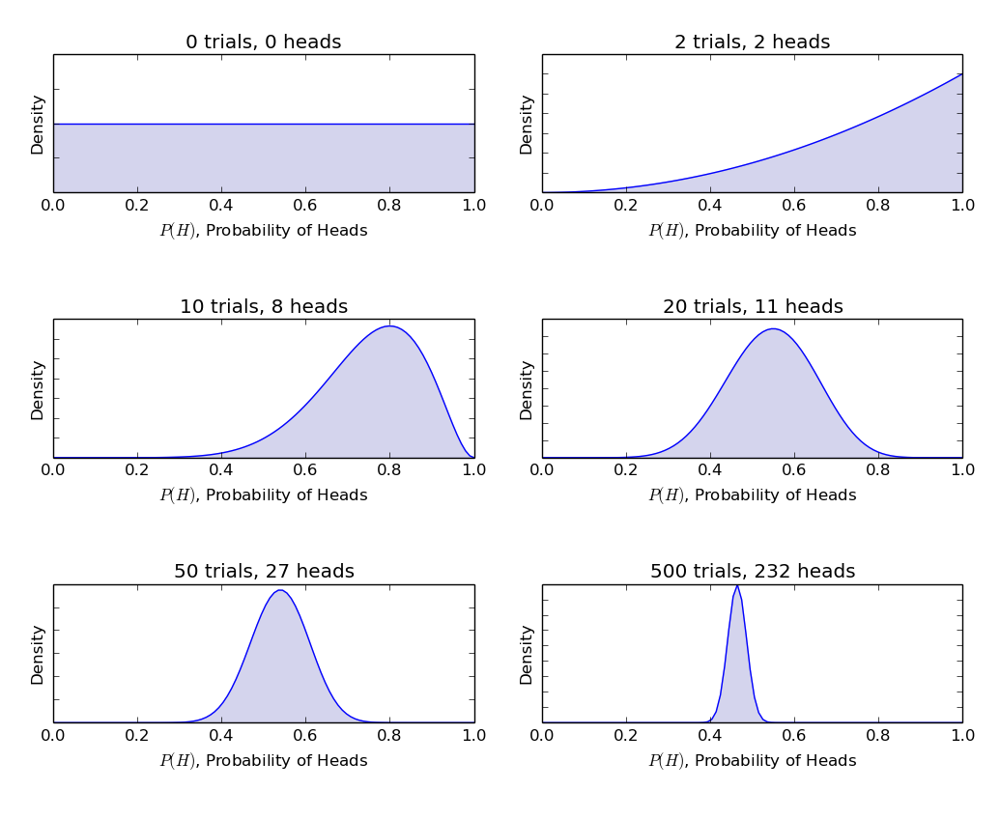 0 trials, 0 heads
Density
0.0 0.2 0.4 0.6 0.8 1.0
P(H), Probability of Heads
2 trials, 2 heads
Density
0.0 0.2 0.4 0.6 0.8 1.0
P(H), Probability of Heads
10 trials, 8 heads
Density
0.0 0.2 0.4 0.6 0.8 1.0
P(H), Probability of Heads
20 trials, 11 heads
Density
0.0 0.2 0.4 0.6 0.8 1.0
P(H), Probability of Heads
50 trials, 27 heads
Density
0.0 0.2 0.4 0.6 0.8 1.0
P(H), Probability of Heads
500 trials, 232 heads
Density
0.0 0.2 0.4 0.6 0.8 1.0
P(H), Probability of Heads